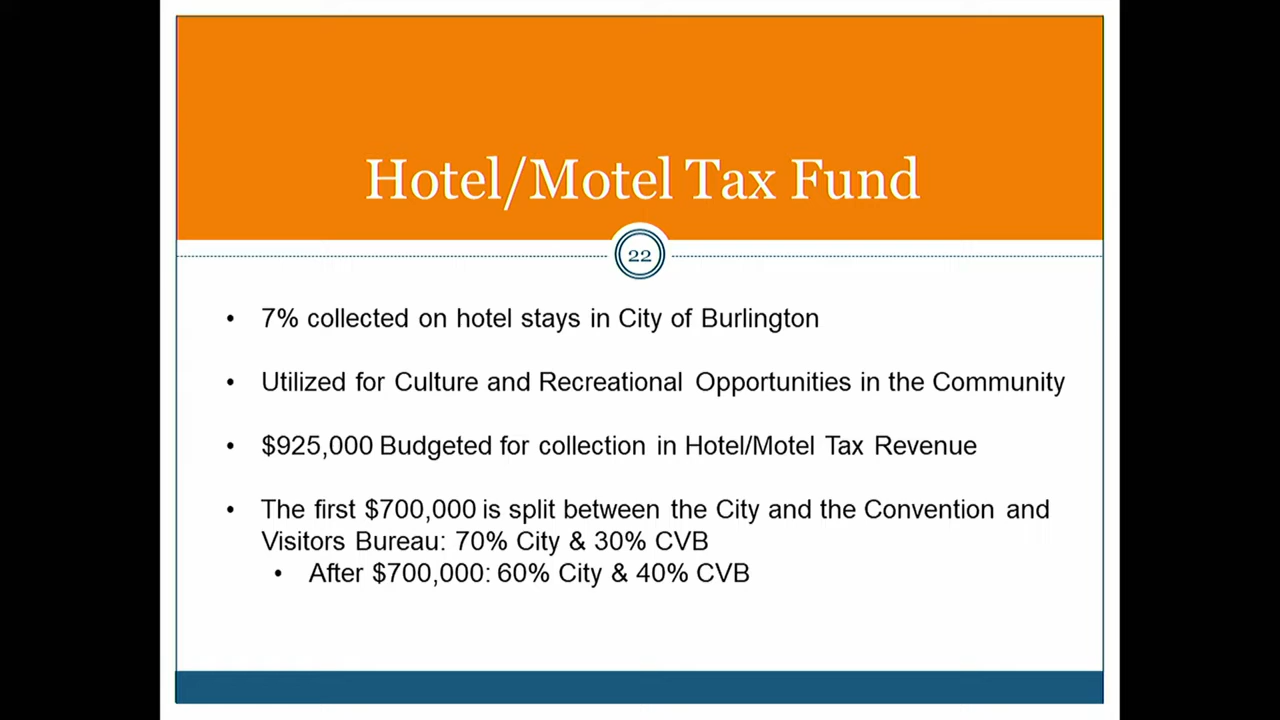 Hotel/Motel Tax Fund
22
• 7% collected on hotel stays in City of Burlington
• Utilized for Culture and Recreational Opportunities in the Community
• $925,000 Budgeted for collection in Hotel/Motel Tax Revenue
• The first $700,000 is split between the City and the Convention and
Visitors Bureau: 70% City & 30% CVB
• After $700,000: 60% City & 40% CVB